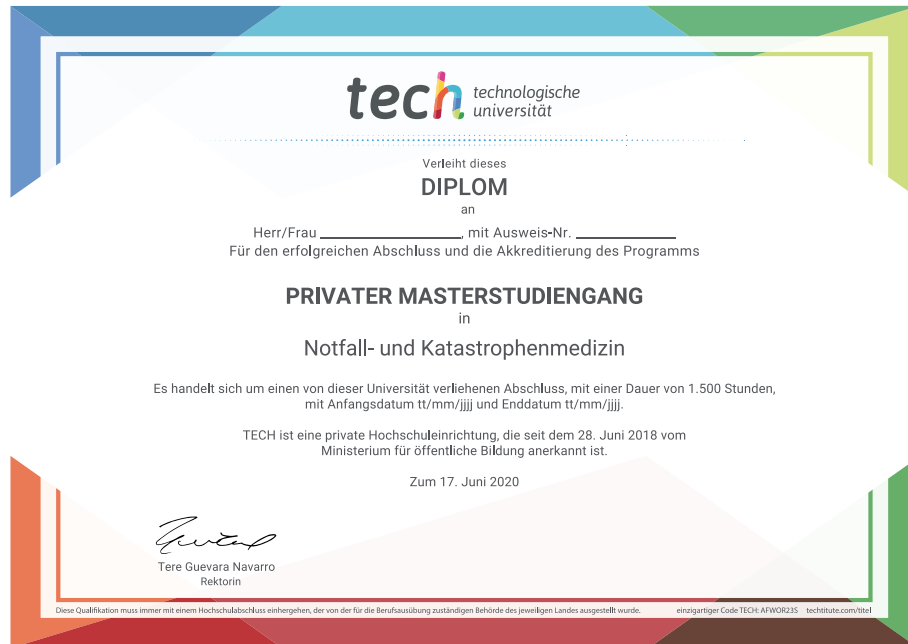 tech technologische
universität
Verleiht dieses
DIPLOM
an
Herr/Frau ____________________, mit Ausweis-Nr. ______________
Für den erfolgreichen Abschluss und die Akkreditierung des Programms
PRIVATER MASTERSTUDIENGANG
in
Notfall- und Katastrophenmedizin
Es handelt sich um einen von dieser Universität verliehenen Abschluss, mit einer Dauer von 1.500 Stunden,
mit Anfangsdatum tt/mm/jjjj und Enddatum tt/mm/jjjj.
TECH ist eine private Hochschuleinrichtung, die seit dem 28. Juni 2018 vom
Ministerium für öffentliche Bildung anerkannt ist.
Zum 17. Juni 2020
Tere Guevara Navarro
Rektorin
Diese Qualifikation muss immer mit einem Hochschulabschluss einhergehen, der von der für die Berufsausübung zuständigen Behörde des jeweiligen Landes ausgestellt wurde. einzigartiger Code TECH: AFWOR23S techtitute.com/titel